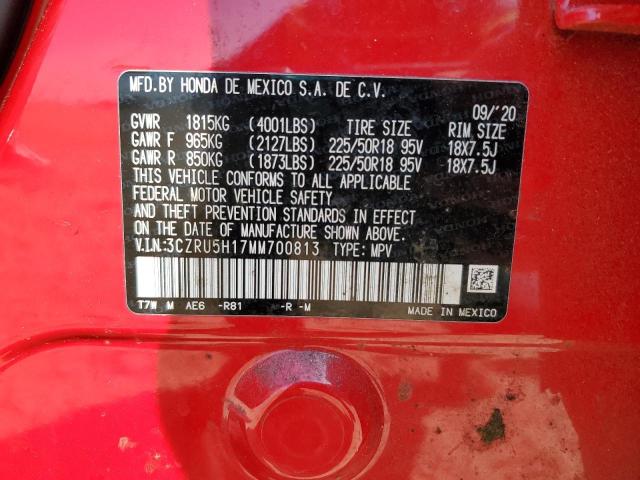 MFD. BY HONDA DE MEXICO S.A. DE C.V.
09/'20
GVWR 1815KG (4001LBS) TIRE SIZE RIM SIZE
GAWR F 965KG (2127LBS) 225/50R18 95V 18X7.5J
GAWR R 850KG (1873LBS) 225/50R18 95V 18X7.5J
THIS VEHICLE CONFORMS TO ALL APPLICABLE
FEDERAL MOTOR VEHICLE SAFETY
AND THEFT PREVENTION STANDARDS IN EFFECT
ON THE DATE OF MANUFACTURE SHOWN ABOVE.
V.I.N:3CZRU5H17MM700813 TYPE: MPV
T7W M AE6 -R81 -R -M
MADE IN MEXICO